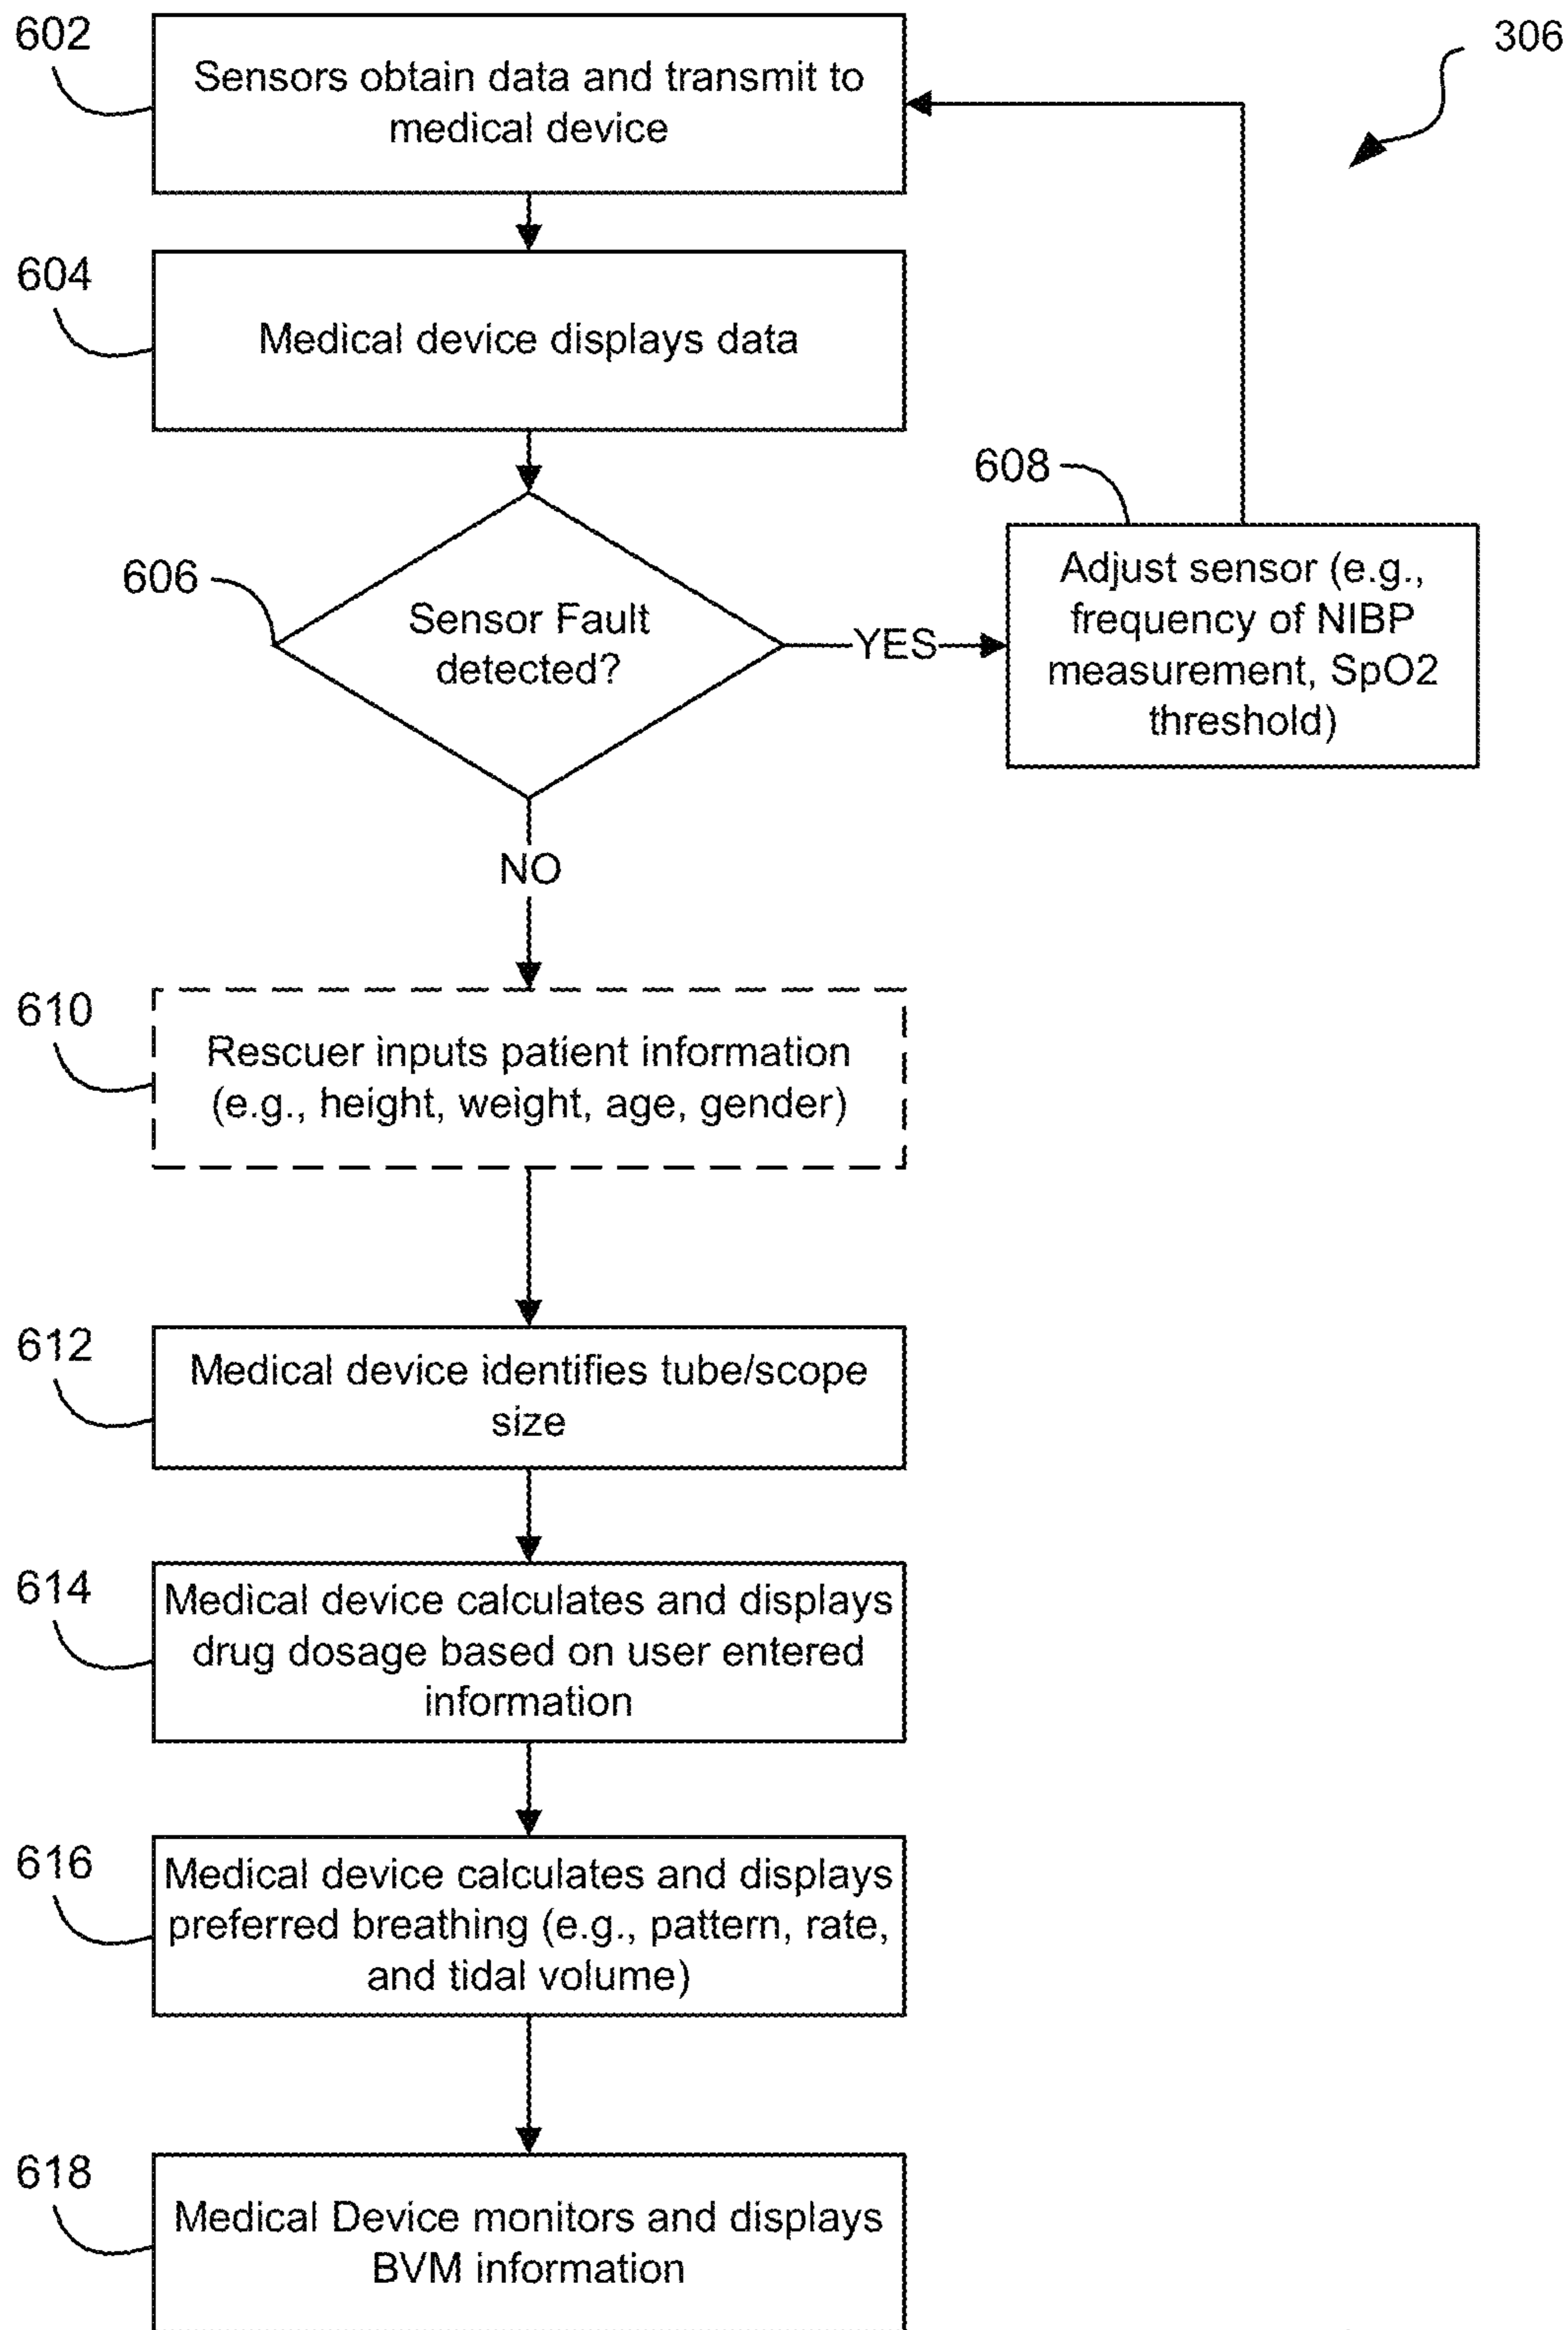 602
306
Sensors obtain data and transmit to
medical device
604
Medical device displays data
608
606
Sensor Fault
detected?
YES
Adjust sensor (e.g.,
frequency of NIBP
measurement, SpO2
threshold)
NO
610
Rescuer inputs patient information
(e.g., height, weight, age, gender)
612
Medical device identifies tube/scope
size
614
Medical device calculates and displays
drug dosage based on user entered
information
616
Medical device calculates and displays
preferred breathing (e.g., pattern, rate,
and tidal volume)
618
Medical Device monitors and displays
BVM information